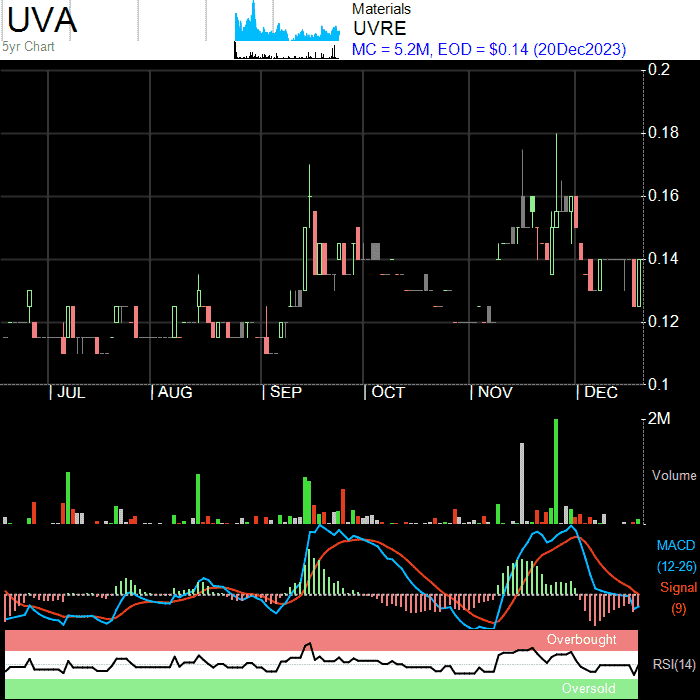 UVA
5yr Chart
Materials
UVRE
MC = 5.2M, EOD = $0.14 (20Dec2023)
0.2
0.18
0.16
0.14
0.12
0.1
| JUL | AUG | SEP | OCT | NOV | DEC
2M
Volume
MACD
(12-26)
Signal
(9)
Overbought
RSI(14)
Oversold